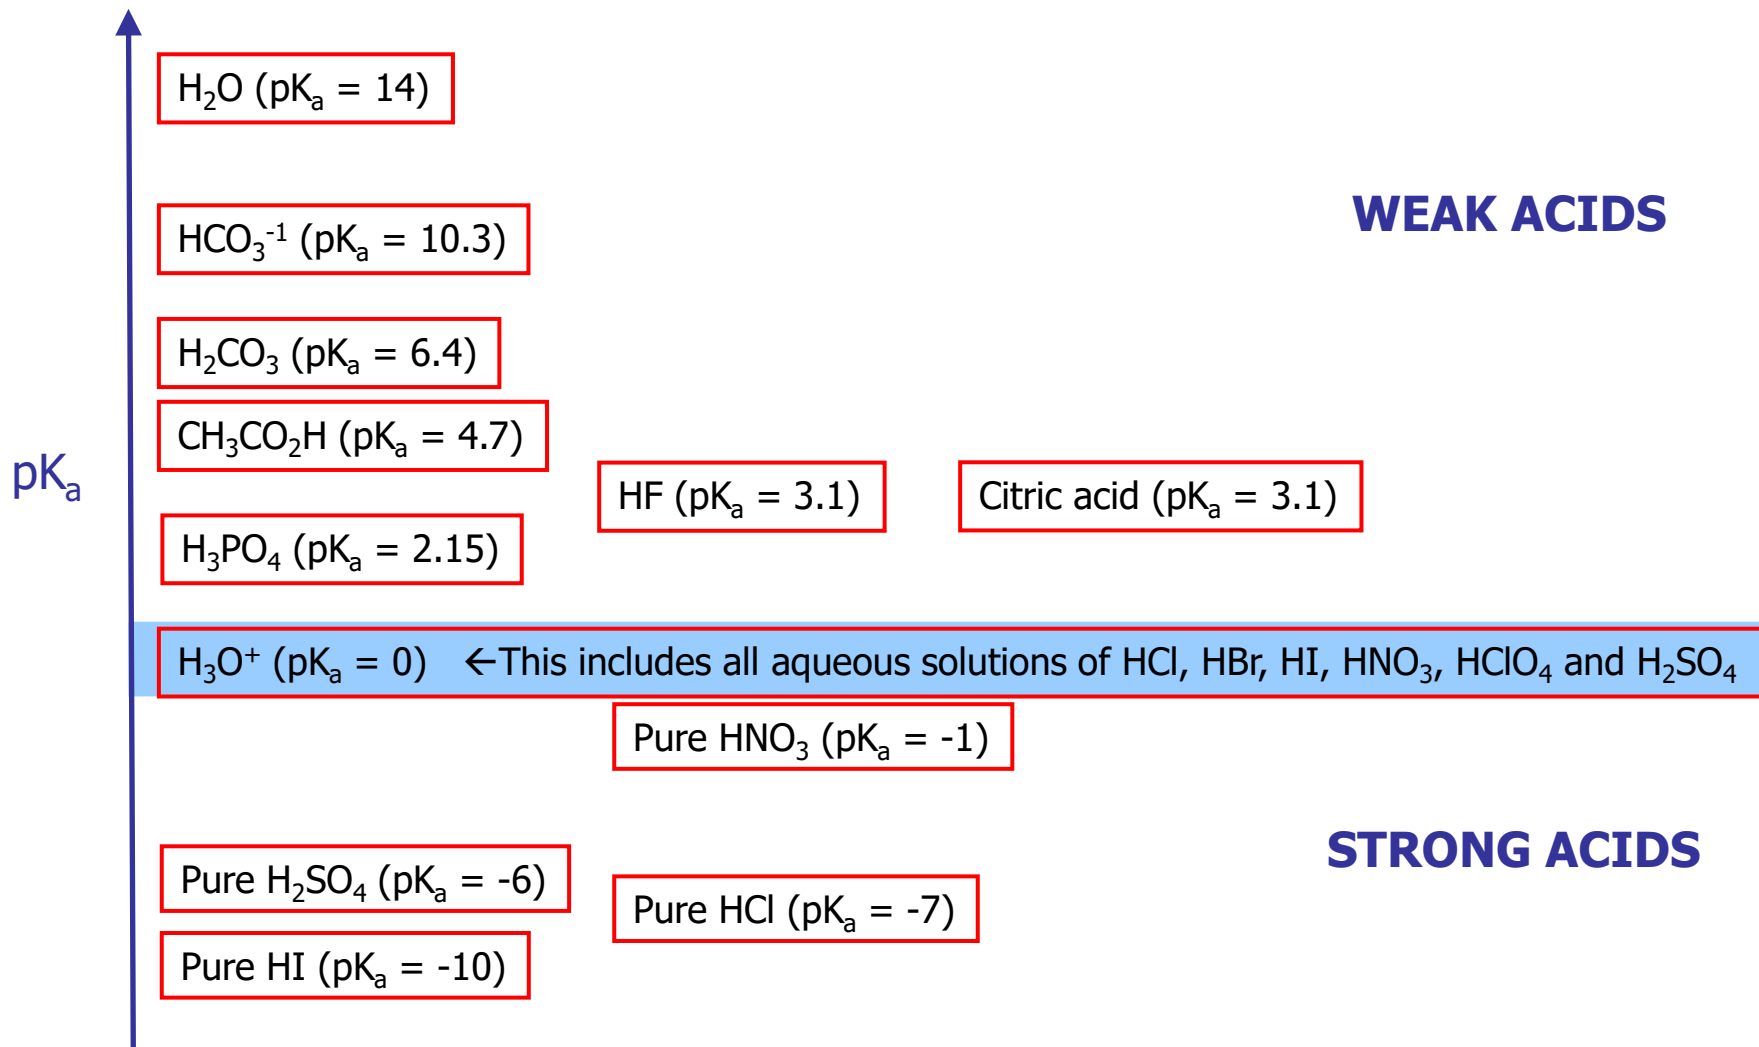 H₂O (pKₐ = 14)
WEAK ACIDS
HCO₃⁻¹ (pKₐ = 10.3)
H₂CO₃ (pKₐ = 6.4)
CH₃CO₂H (pKₐ = 4.7)
pKₐ
HF (pKₐ = 3.1)
Citric acid (pKₐ = 3.1)
H₃PO₄ (pKₐ = 2.15)
H₃O⁺ (pKₐ = 0) ←This includes all aqueous solutions of HCl, HBr, HI, HNO₃, HClO₄ and H₂SO₄
Pure HNO₃ (pKₐ = -1)
STRONG ACIDS
Pure H₂SO₄ (pKₐ = -6)
Pure HCl (pKₐ = -7)
Pure HI (pKₐ = -10)